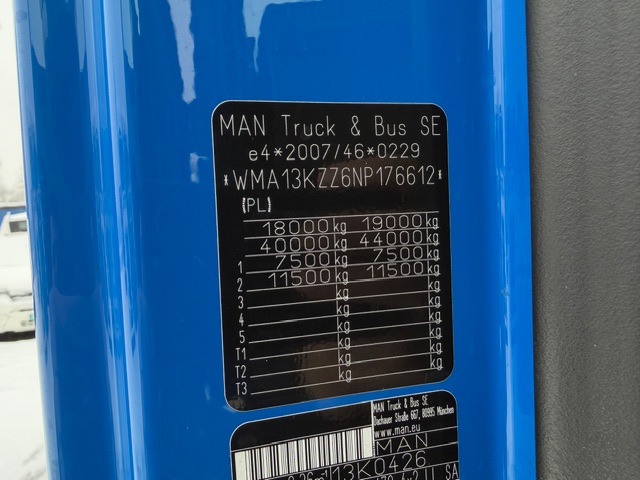 MAN Truck & Bus SE
e4*2007/46*0229
*WMA13KZZ6NP176612*
(PL)
18000 kg 19000 kg
40000 kg 44000 kg
1 7500 kg 7500 kg
2 11500 kg 11500 kg
3 kg kg
4 kg kg
5 kg kg
T1 kg kg
T2 kg kg
T3 kg kg
MAN Truck & Bus SE
Dachauer Straße 667, 80995 München
www.man.eu
MAN
13K0426
SA